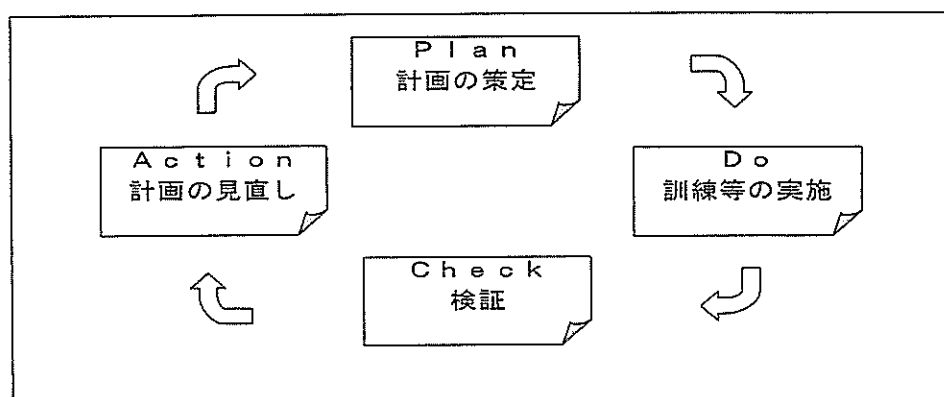 Plan
計画の策定
Action
計画の見直し
Do
訓練等の実施
Check
検証